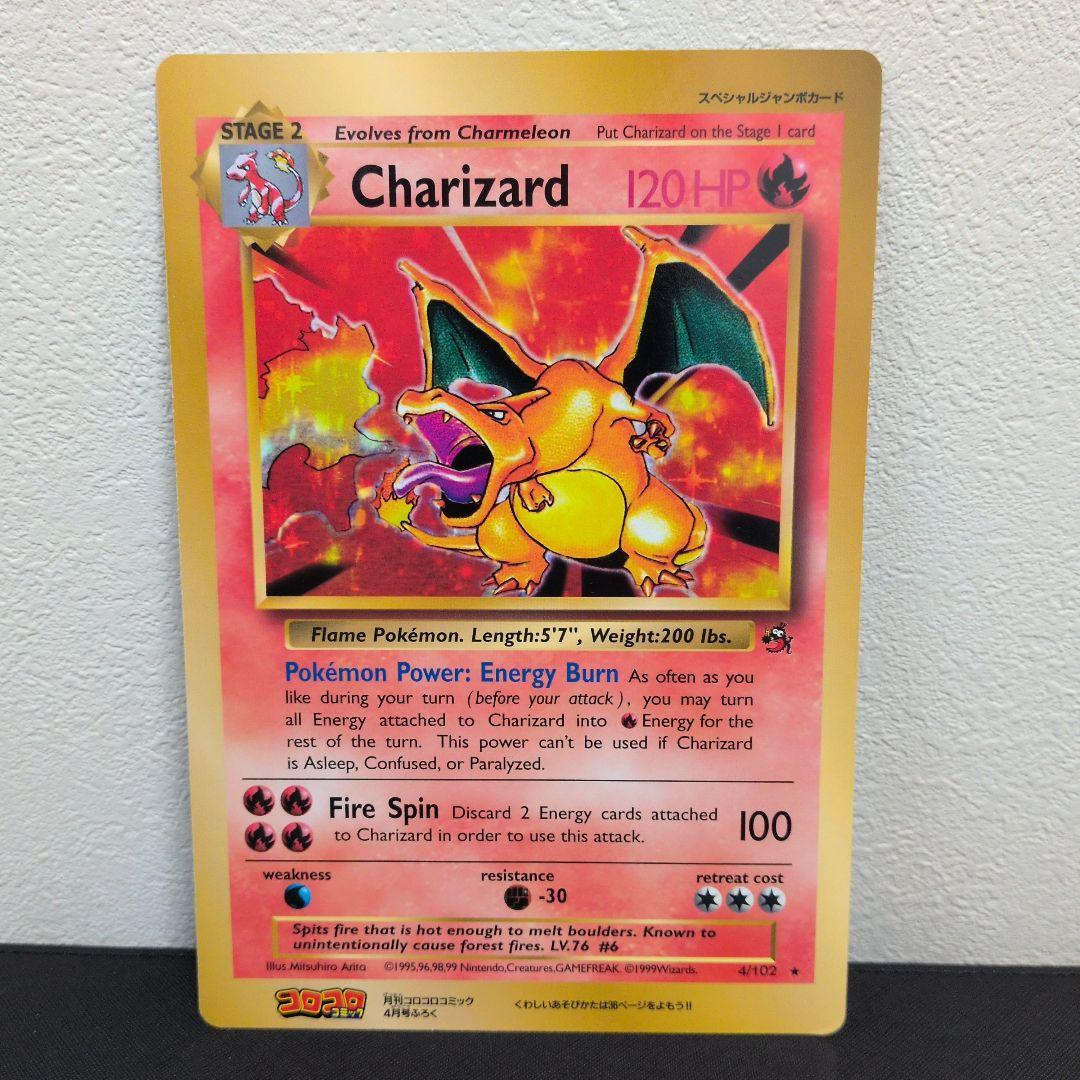 スペシャルジャンボカード
STAGE 2 Evolves from Charmeleon Put Charizard on the Stage 1 card
Charizard 120 HP
Flame Pokémon. Length:5'7", Weight:200 lbs.
Pokémon Power: Energy Burn As often as you
like during your turn (before your attack), you may turn
all Energy attached to Charizard into Energy for the
rest of the turn. This power can't be used if Charizard
is Asleep, Confused, or Paralyzed.
Fire Spin Discard 2 Energy cards attached
to Charizard in order to use this attack. 100
weakness resistance retreat cost
-30
Spits fire that is hot enough to melt boulders. Known to
unintentionally cause forest fires. LV.76 #6
Illus. Mitsuhiro Arita ©1995,96,98,99 Nintendo,Creatures,GAMEFREAK. ©1999Wizards. 4/102 ★
コロコロ
コミック
月刊コロコロコミック
4月号ふろく
くわしいあそびかたは36ページをよもう!!